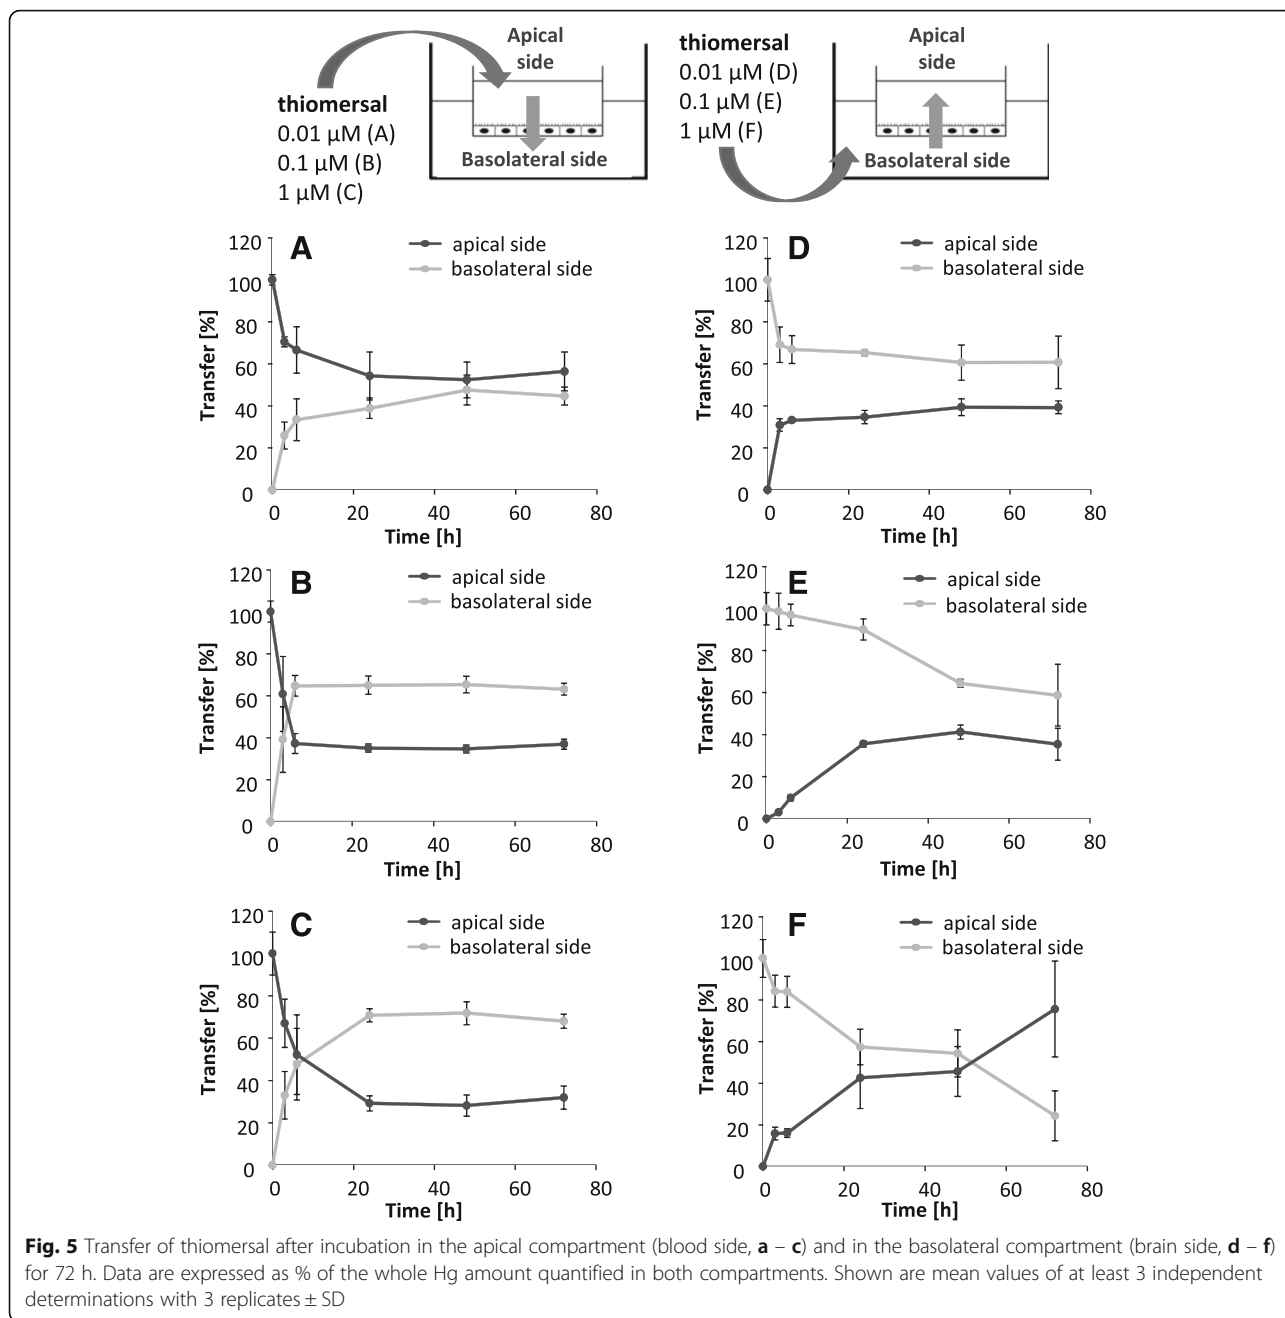 Apical
side
thiomersal
0.01 µM (A)
0.1 µM (B)
1 µM (C)
Basolateral side
thiomersal
0.01 µM (D)
0.1 µM (E)
1 µM (F)
Apical
side
Basolateral side
A
apical side
basolateral side
Transfer [%]
120
100
80
60
40
20
0
0 20 40 60 80
Time [h]
D
apical side
basolateral side
Transfer [%]
120
100
80
60
40
20
0
0 20 40 60 80
Time [h]
B
apical side
basolateral side
Transfer [%]
120
100
80
60
40
20
0
0 20 40 60 80
Time [h]
E
apical side
basolateral side
Transfer [%]
120
100
80
60
40
20
0
0 20 40 60 80
Time [h]
C
apical side
basolateral side
Transfer [%]
120
100
80
60
40
20
0
0 20 40 60 80
Time [h]
F
apical side
basolateral side
Transfer [%]
120
100
80
60
40
20
0
0 20 40 60 80
Time [h]
Fig. 5 Transfer of thiomersal after incubation in the apical compartment (blood side, a – c) and in the basolateral compartment (brain side, d – f)
for 72 h. Data are expressed as % of the whole Hg amount quantified in both compartments. Shown are mean values of at least 3 independent
determinations with 3 replicates ± SD